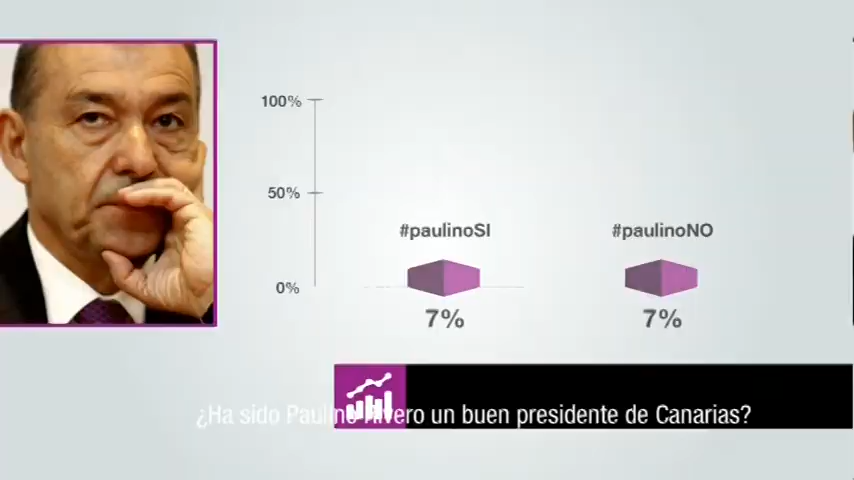 100%
50%
0%
#paulinoSI
#paulinoNO
7%
7%
¿Ha sido Paulino Rivero un buen presidente de Canarias?